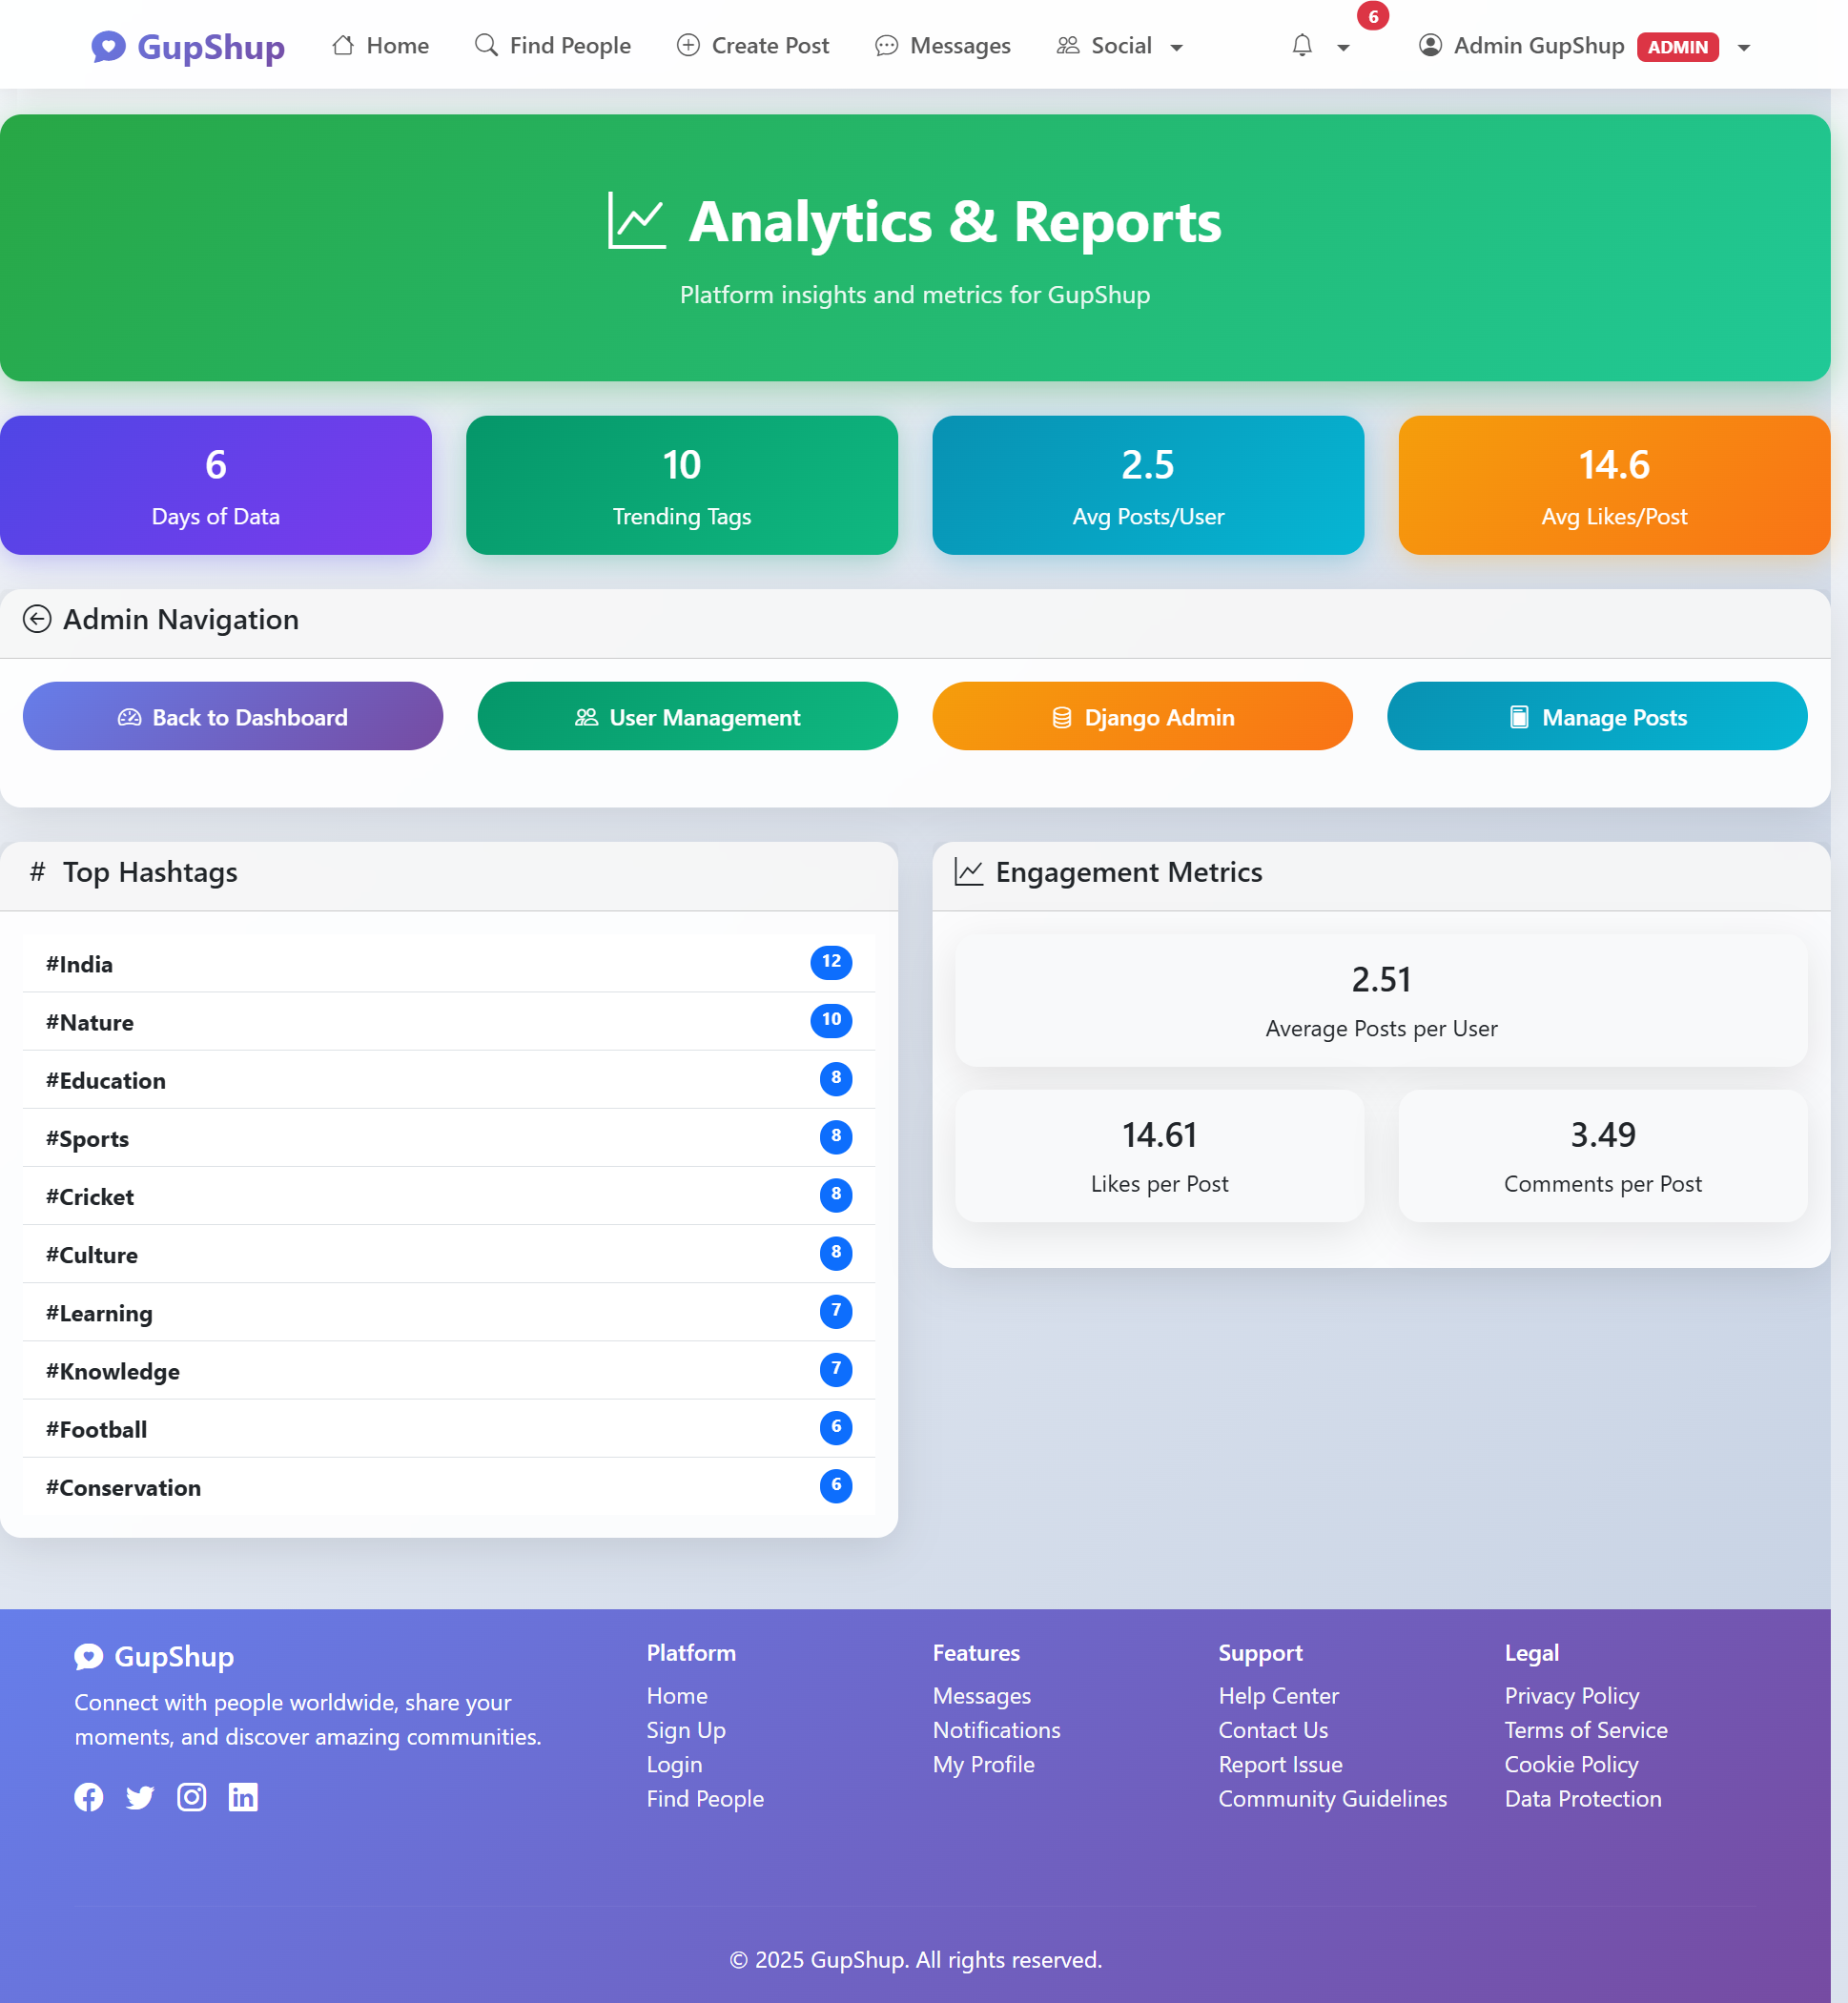 GupShup
Home
Find People
Create Post
Messages
Social
6
Admin GupShup ADMIN
Analytics & Reports
Platform insights and metrics for GupShup
6
Days of Data
10
Trending Tags
2.5
Avg Posts/User
14.6
Avg Likes/Post
Admin Navigation
Back to Dashboard
User Management
Django Admin
Manage Posts
# Top Hashtags
#India 12
#Nature 10
#Education 8
#Sports 8
#Cricket 8
#Culture 8
#Learning 7
#Knowledge 7
#Football 6
#Conservation 6
Engagement Metrics
2.51
Average Posts per User
14.61
Likes per Post
3.49
Comments per Post
GupShup
Connect with people worldwide, share your
moments, and discover amazing communities.
Platform
Home
Sign Up
Login
Find People
Features
Messages
Notifications
My Profile
Support
Help Center
Contact Us
Report Issue
Community Guidelines
Legal
Privacy Policy
Terms of Service
Cookie Policy
Data Protection
© 2025 GupShup. All rights reserved.